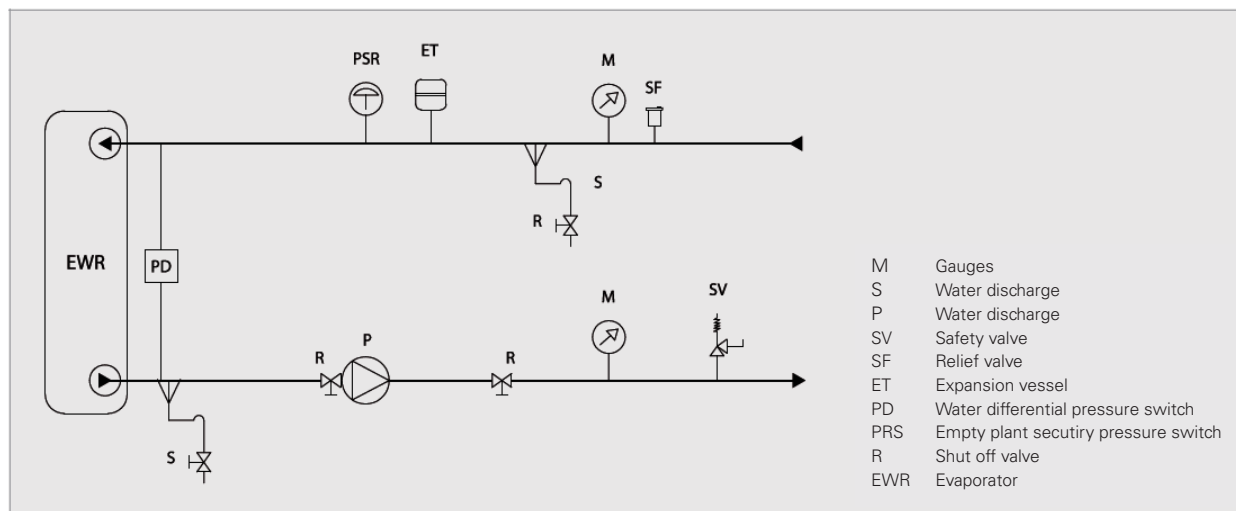 PSR
ET
M
SF
S
R
EWR
PD
M
SV
R
P
R
S
M Gauges
S Water discharge
P Water discharge
SV Safety valve
SF Relief valve
ET Expansion vessel
PD Water differential pressure switch
PRS Empty plant secutiry pressure switch
R Shut off valve
EWR Evaporator